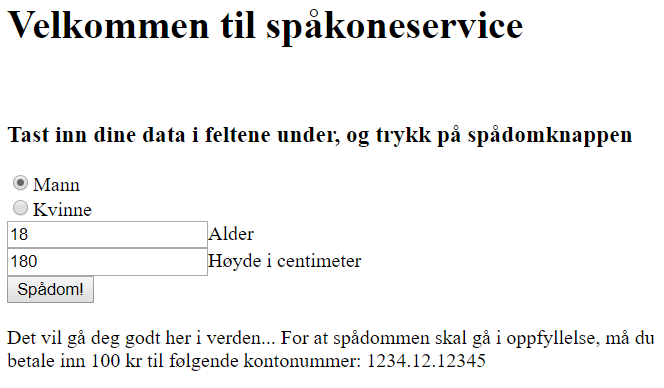 Velkommen til spåkoneservice
Tast inn dine data i feltene under, og trykk på spådomknappen
Mann
Kvinne
18 Alder
180 Høyde i centimeter
Spådom!
Det vil gå deg godt her i verden... For at spådommen skal gå i oppfyllelse, må du
betale inn 100 kr til følgende kontonummer: 1234.12.12345